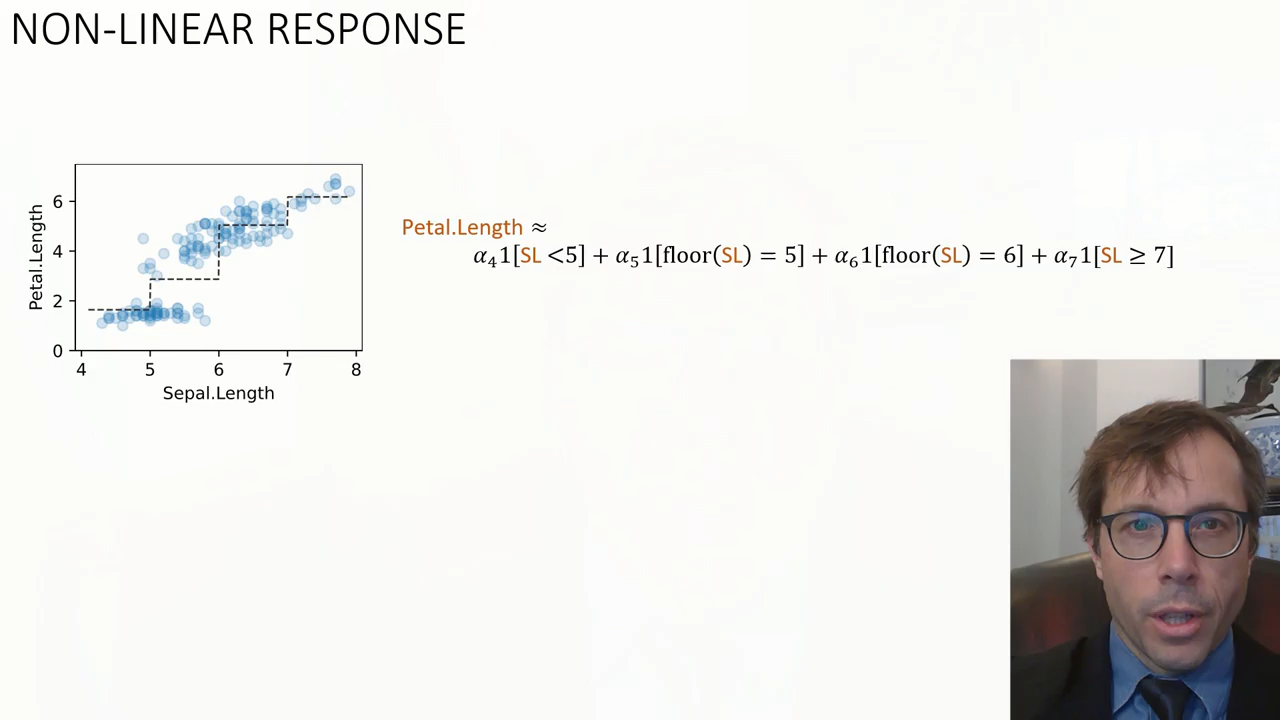 NON-LINEAR RESPONSE
6
4
2
0
4 5 6 7 8
Petal.Length
Sepal.Length
Petal.Length ≈
α₄1[SL <5] + α₅1[floor(SL) = 5] + α₆1[floor(SL) = 6] + α₇1[SL ≥ 7]